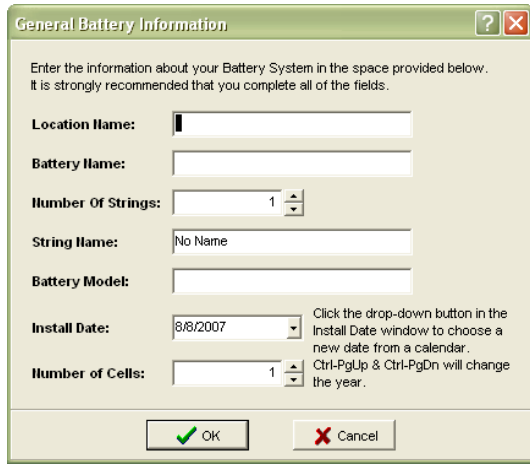 General Battery Information
Enter the information about your Battery System in the space provided below.
It is strongly recommended that you complete all of the fields.
Location Name:
Battery Name:
Number Of Strings: 1
String Name: No Name
Battery Model:
Install Date: 8/8/2007
Click the drop-down button in the
Install Date window to choose a
new date from a calendar.
Ctrl-PgUp & Ctrl-PgDn will change
the year.
Number of Cells: 1
OK Cancel